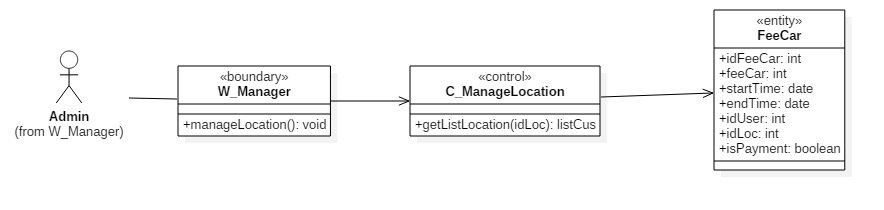 Admin
(from W_Manager)
«boundary»
W_Manager
+manageLocation(): void
«control»
C_ManageLocation
+getListLocation(idLoc): listCus
«entity»
FeeCar
+idFeeCar: int
+feeCar: int
+startTime: date
+endTime: date
+idUser: int
+idLoc: int
+isPayment: boolean